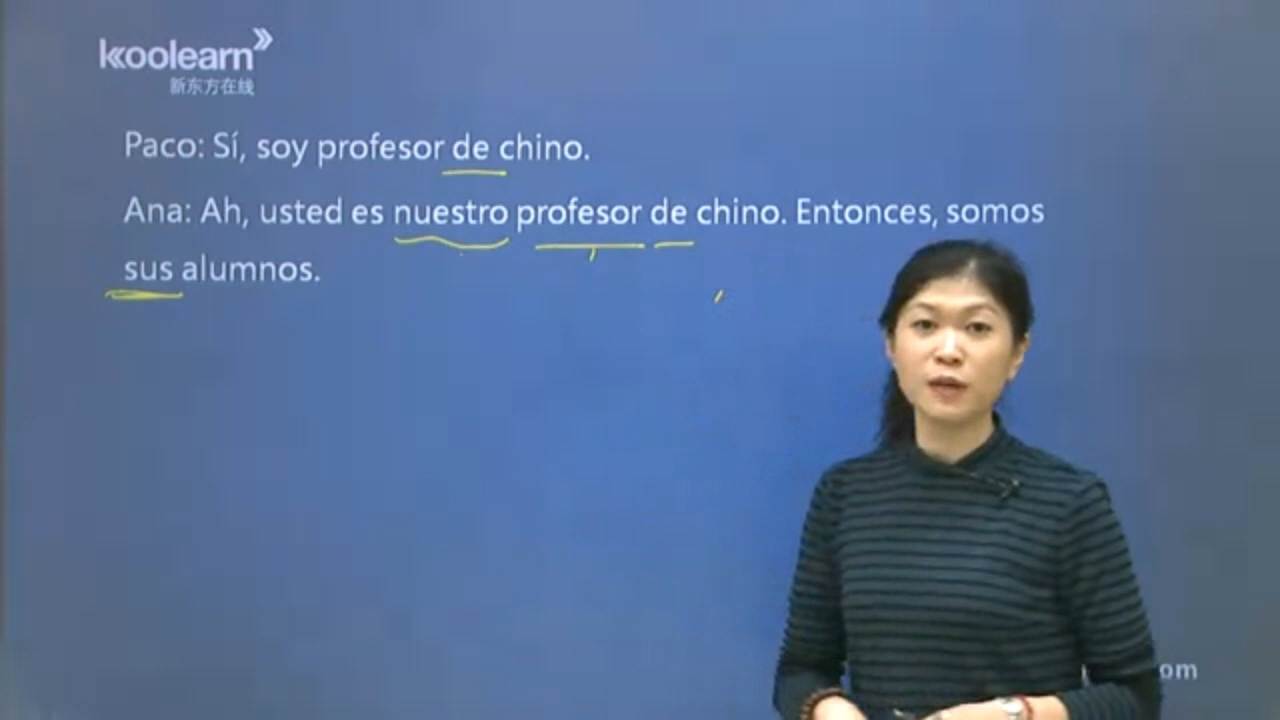 koolearn
新东方在线
Paco: Sí, soy profesor de chino.
Ana: Ah, usted es nuestro profesor de chino. Entonces, somos
sus alumnos.
om